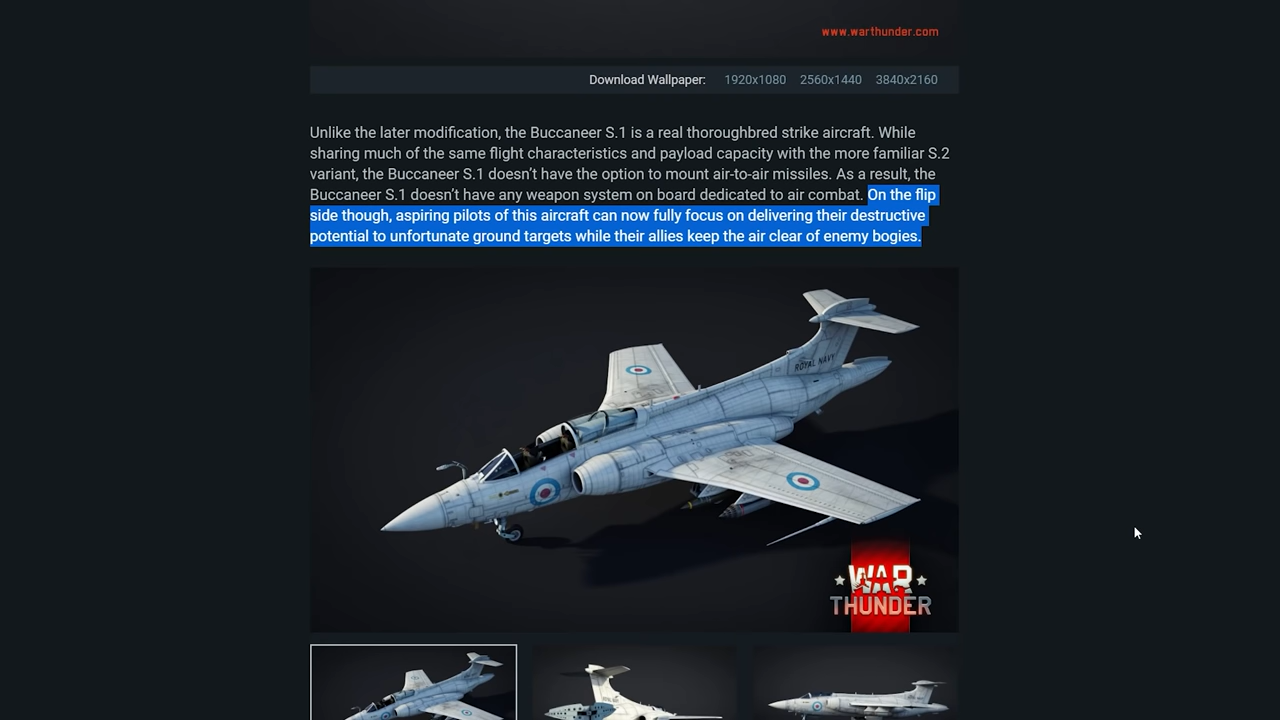 www.warthunder.com
Download Wallpaper: 1920x1080 2560x1440 3840x2160
Unlike the later modification, the Buccaneer S.1 is a real thoroughbred strike aircraft. While
sharing much of the same flight characteristics and payload capacity with the more familiar S.2
variant, the Buccaneer S.1 doesn’t have the option to mount air-to-air missiles. As a result, the
Buccaneer S.1 doesn’t have any weapon system on board dedicated to air combat. On the flip
side though, aspiring pilots of this aircraft can now fully focus on delivering their destructive
potential to unfortunate ground targets while their allies keep the air clear of enemy bogies.
ROYAL NAVY
WAR
THUNDER